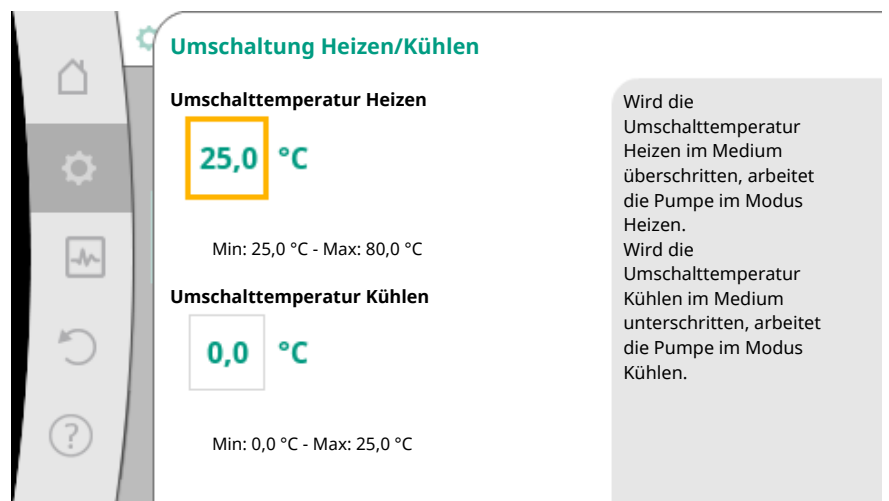 Umschaltung Heizen/Kühlen
Umschalttemperatur Heizen
25,0 °C
Min: 25,0 °C - Max: 80,0 °C
Umschalttemperatur Kühlen
0,0 °C
Min: 0,0 °C - Max: 25,0 °C
Wird die
Umschalttemperatur
Heizen im Medium
überschritten, arbeitet
die Pumpe im Modus
Heizen.
Wird die
Umschalttemperatur
Kühlen im Medium
unterschritten, arbeitet
die Pumpe im Modus
Kühlen.
?